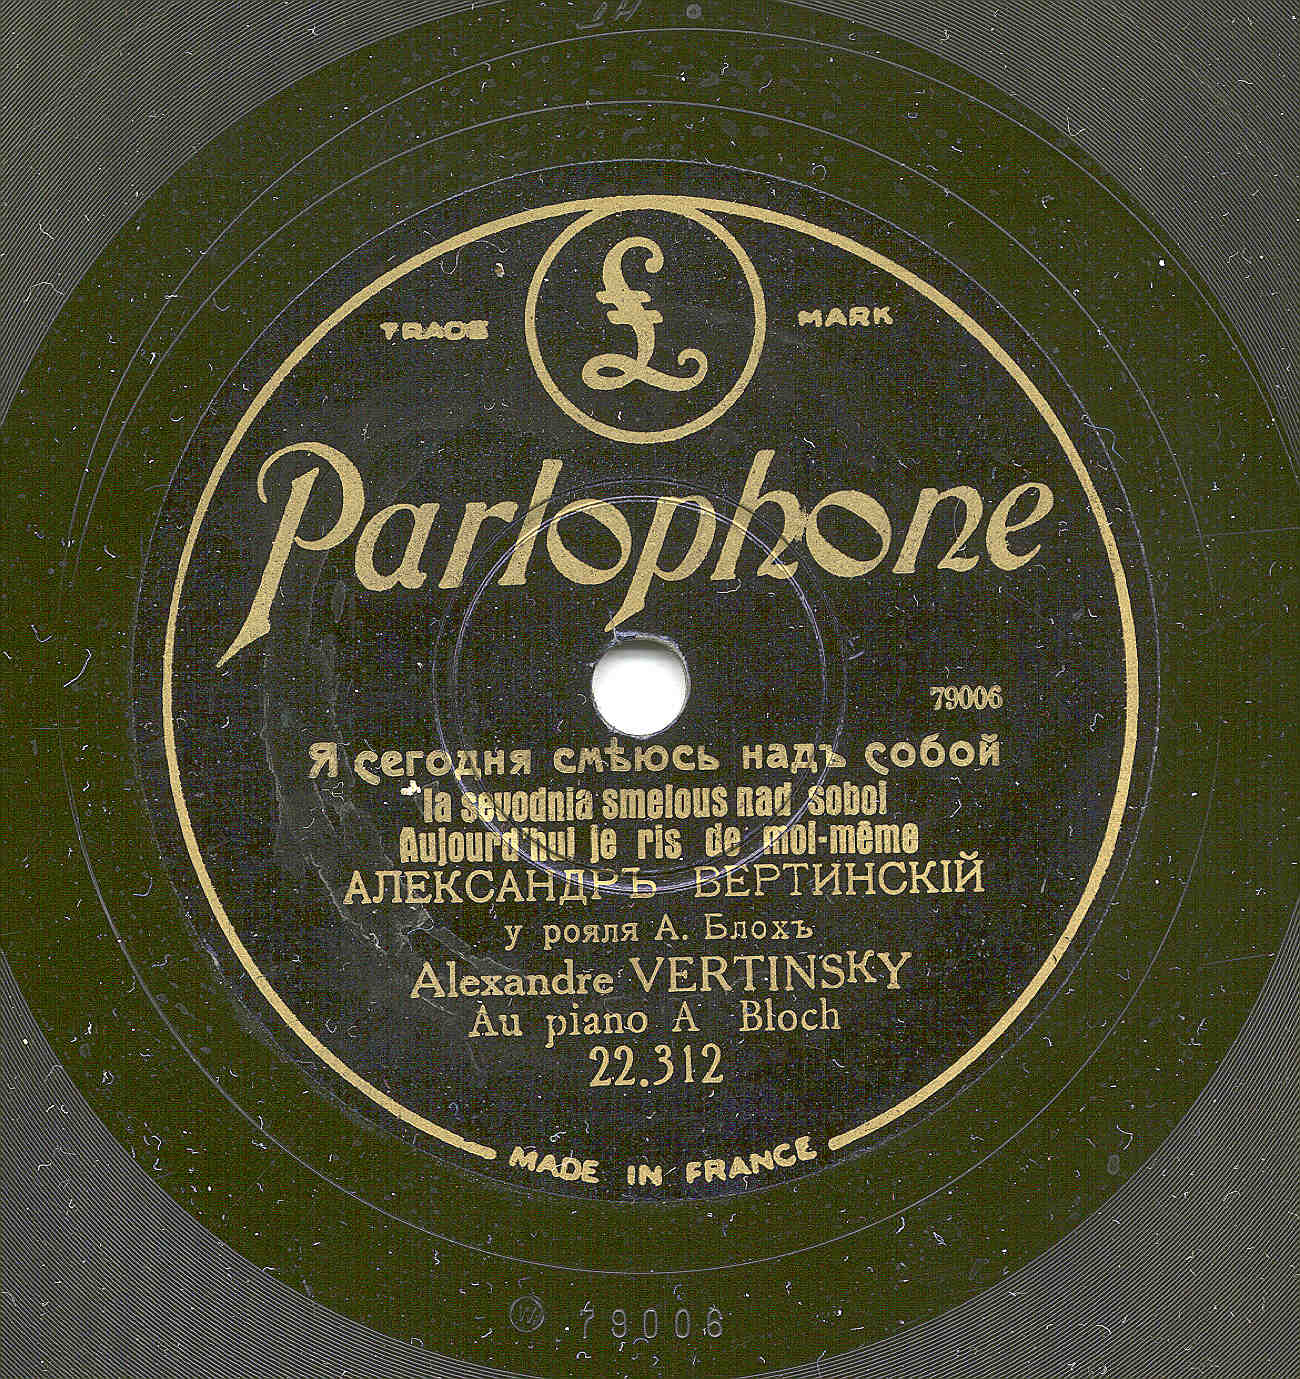 £
TRADE MARK
Parlophone
79006
Я сегодня смѣюсь надъ собой
Ia sevodnia smeIous nad soboI
Aujourd'hui je ris de moi-même
АЛЕКСАНДРЪ ВЕРТИНСКІЙ
у рояля А. Блохъ
Alexandre VERTINSKY
Au piano A Bloch
22.312
MADE IN FRANCE
W 79006